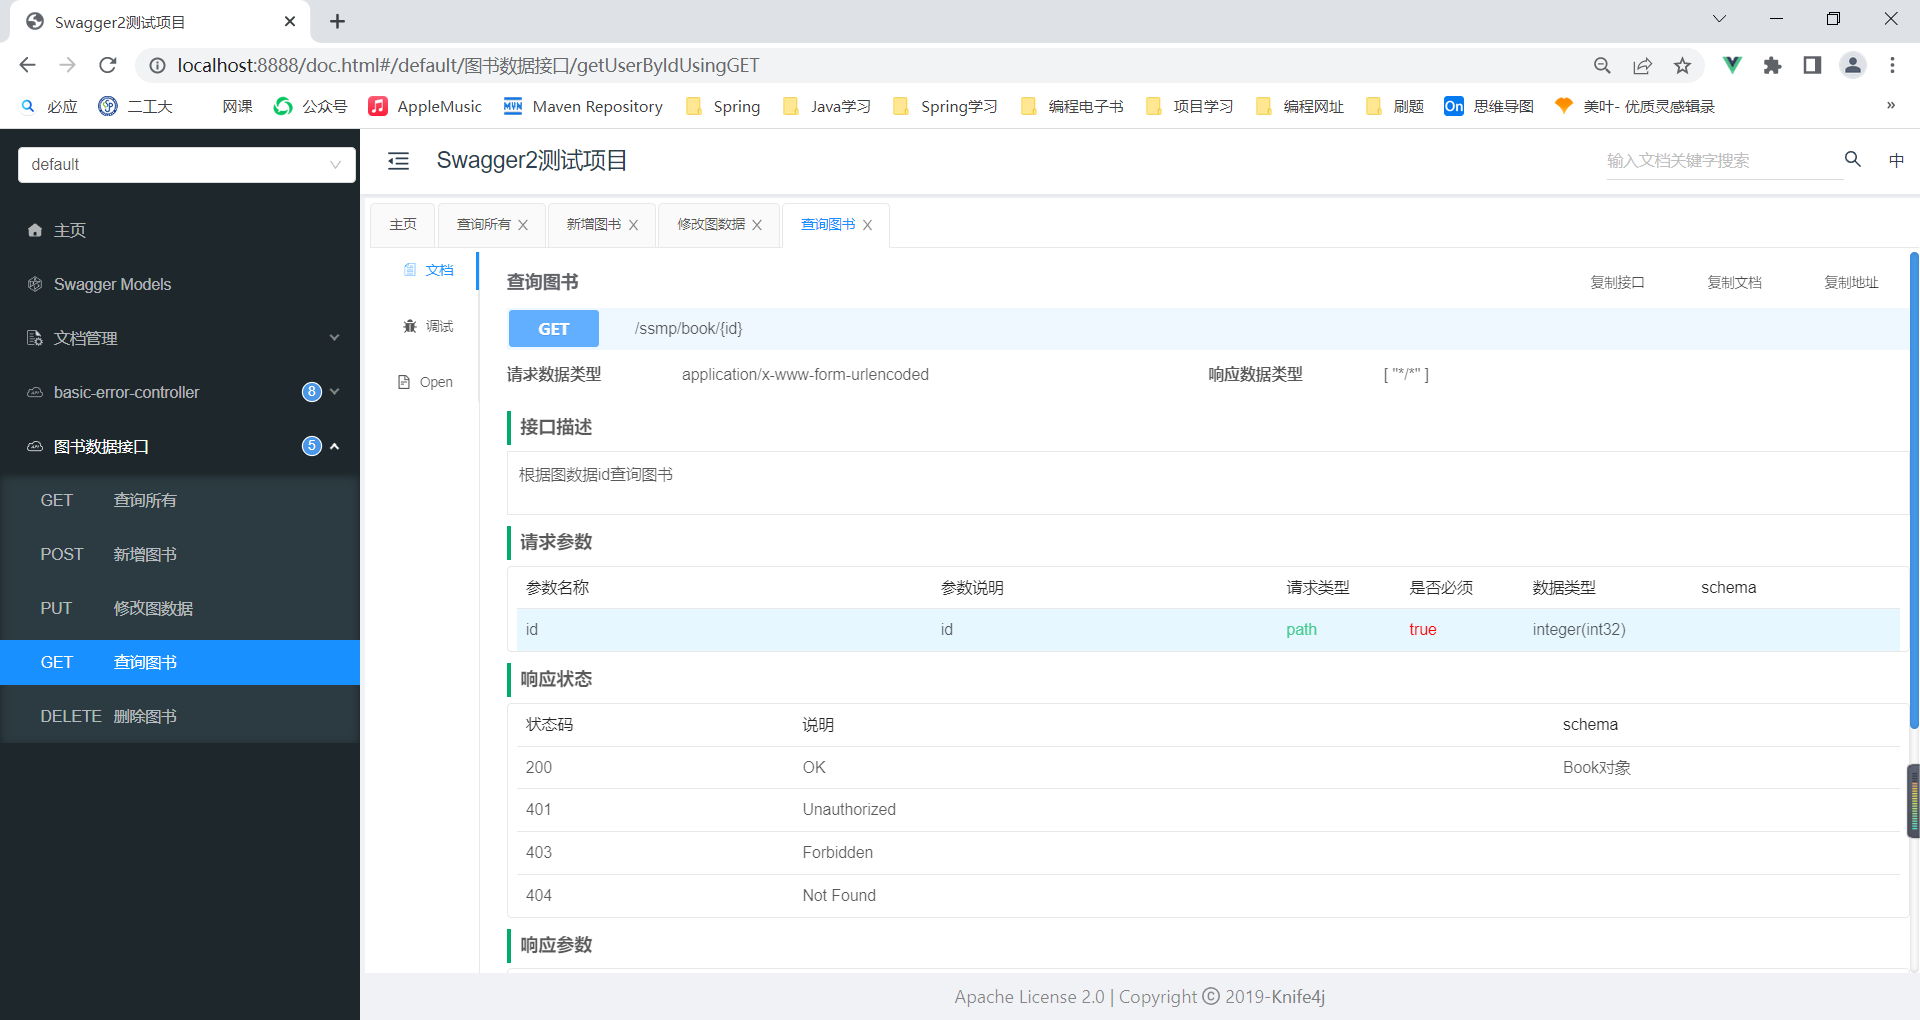 Swagger2测试项目
localhost:8888/doc.html#/default/图书数据接口/getUserByIdUsingGET
必应 二工大 网课 公众号 AppleMusic Maven Repository Spring Java学习 Spring学习 编程电子书 项目学习 编程网址 刷题 On 思维导图 美叶- 优质灵感辑录 »
default
主页
Swagger Models
文档管理
basic-error-controller 8
图书数据接口 5
GET 查询所有
POST 新增图书
PUT 修改图数据
GET 查询图书
DELETE 删除图书
Swagger2测试项目
输入文档关键字搜索 中
主页 查询所有 新增图书 修改图数据 查询图书
文档
调试
Open
查询图书 复制接口 复制文档 复制地址
GET /ssmp/book/{id}
请求数据类型 application/x-www-form-urlencoded 响应数据类型 [ "*/*" ]
接口描述
根据图数据id查询图书
请求参数
参数名称 参数说明 请求类型 是否必须 数据类型 schema
id id path true integer(int32)
响应状态
状态码 说明 schema
200 OK Book对象
401 Unauthorized
403 Forbidden
404 Not Found
响应参数
Apache License 2.0 | Copyright © 2019-Knife4j